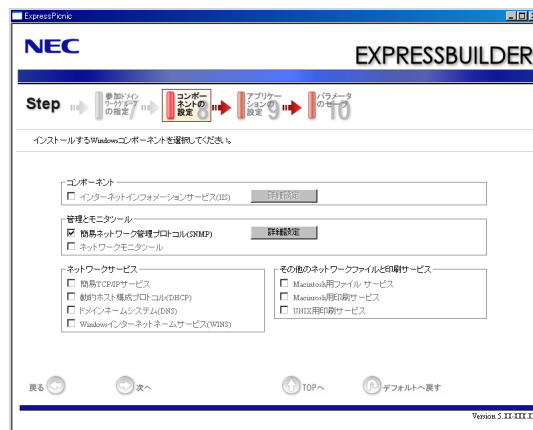 ExpressPicnic
NEC
EXPRESSBUILDER
Step
参加ドメイン
ワークグループ
の指定
7
コンポー
ネントの
設定
8
アプリケー
ションの
設定
9
パラメータ
のセーブ
10
インストールするWindowsコンポーネントを選択してください。
コンポーネント
インターネットインフォメーションサービス(IIS)
詳細設定
管理とモニタツール
簡易ネットワーク管理プロトコル(SNMP)
詳細設定
ネットワークモニタツール
ネットワークサービス
簡易TCP/IPサービス
動的ホスト構成プロトコル(DHCP)
ドメインネームシステム(DNS)
Windowsインターネットネームサービス(WINS)
その他のネットワークファイルと印刷サービス
Macintosh用ファイル サービス
Macintosh用印刷サービス
UNIX用印刷サービス
戻る
次へ
TOPへ
デフォルトへ戻す
Version 5.XX-XXX.X